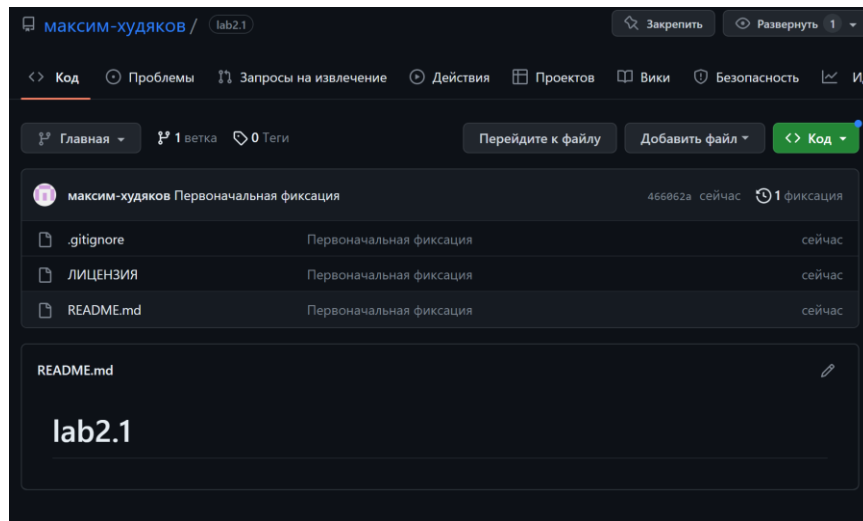 максим-худяков / lab2.1 Закрепить Развернуть 1
Код Проблемы Запросы на извлечение Действия Проектов Вики Безопасность
Главная 1 ветка 0 Теги Перейдите к файлу Добавить файл Код
максим-худяков Первоначальная фиксация 466062a сейчас 1 фиксация
.gitignore Первоначальная фиксация сейчас
ЛИЦЕНЗИЯ Первоначальная фиксация сейчас
README.md Первоначальная фиксация сейчас
README.md
lab2.1